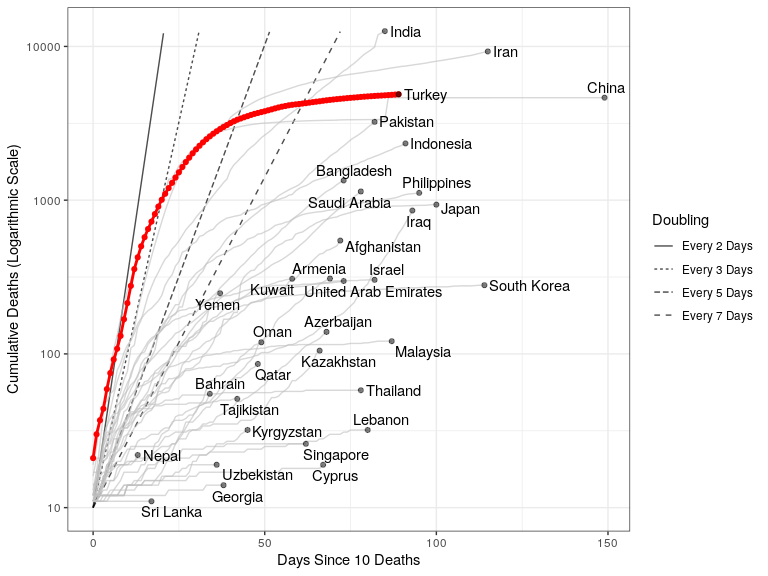 India
Iran
China
Turkey
Pakistan
Indonesia
Bangladesh
Philippines
Saudi Arabia
Japan
Iraq
Afghanistan
Armenia
Israel
Kuwait
United Arab Emirates
South Korea
Yemen
Azerbaijan
Oman
Malaysia
Kazakhstan
Qatar
Bahrain
Thailand
Tajikistan
Lebanon
Kyrgyzstan
Nepal
Singapore
Uzbekistan
Cyprus
Georgia
Sri Lanka
10000
1000
100
10
0
50
100
150
Days Since 10 Deaths
Cumulative Deaths (Logarithmic Scale)
Doubling
Every 2 Days
Every 3 Days
Every 5 Days
Every 7 Days